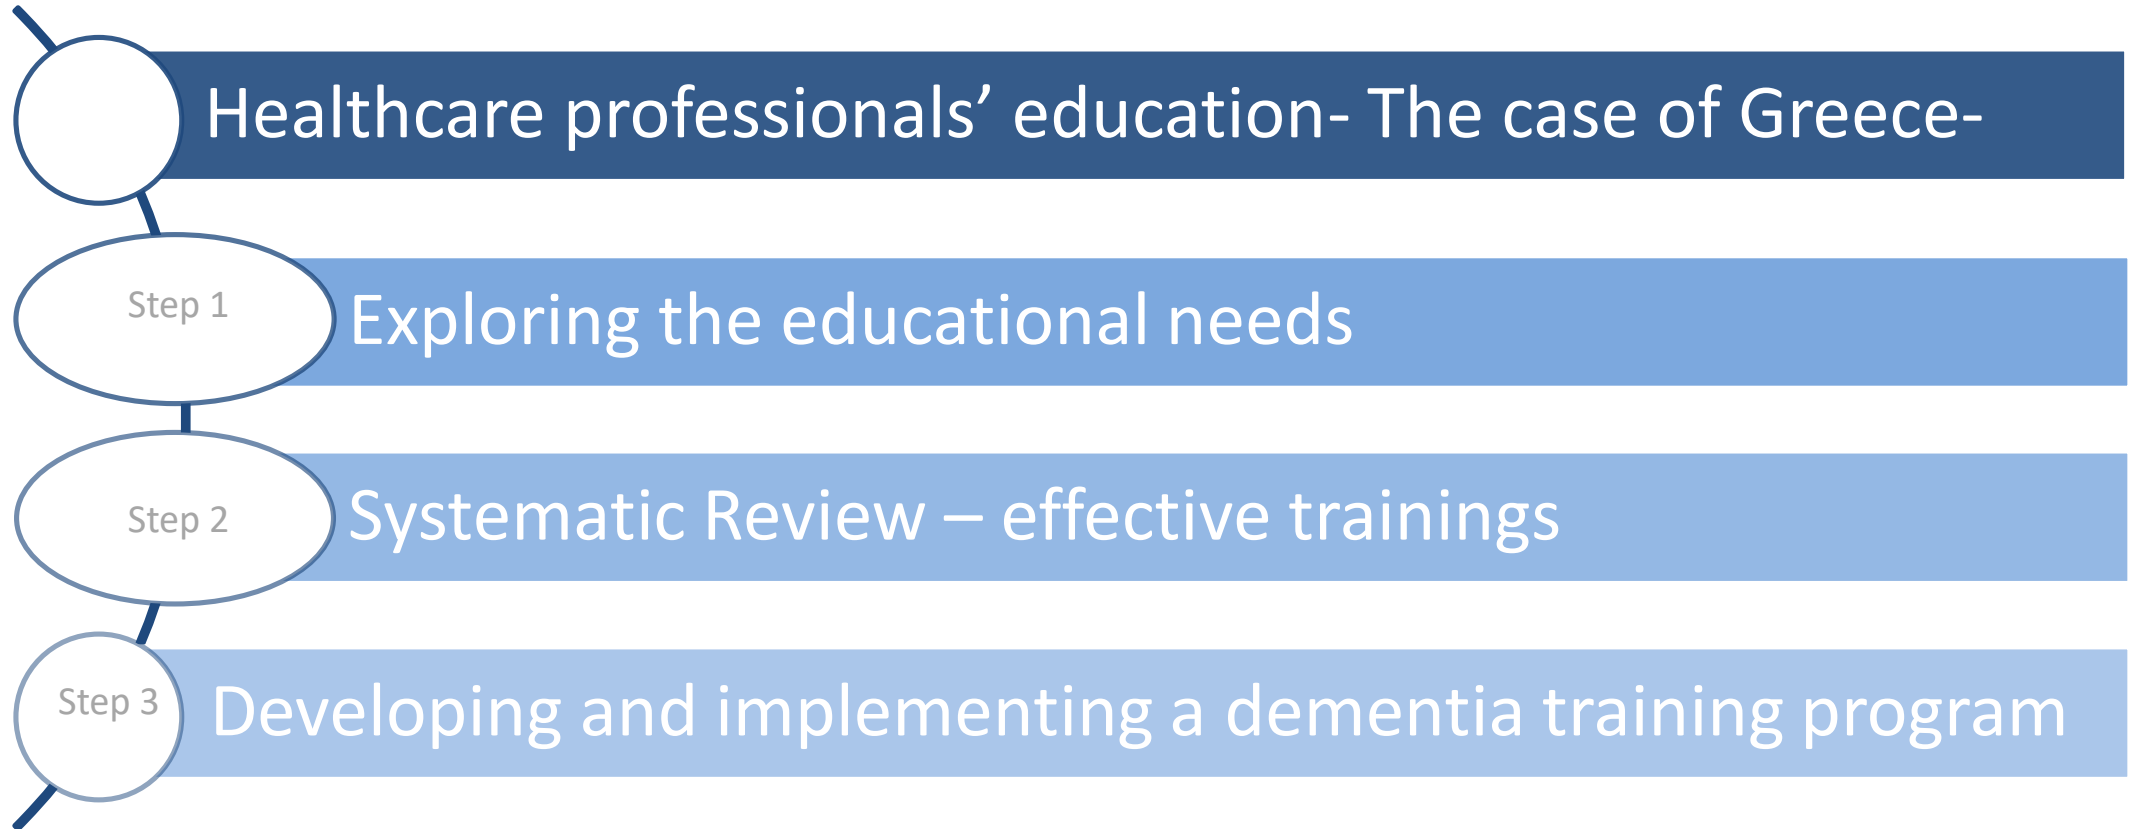 Healthcare professionals’ education- The case of Greece-
Step 1
Exploring the educational needs
Step 2
Systematic Review – effective trainings
Step 3
Developing and implementing a dementia training program